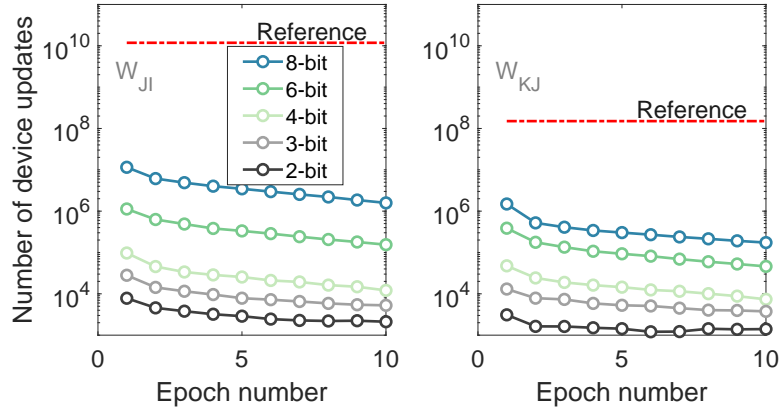 Number of device updates
10^10
10^8
10^6
10^4
Reference
W_JI
8-bit
6-bit
4-bit
3-bit
2-bit
0
5
10
Epoch number
10^10
10^8
10^6
10^4
W_KJ
Reference
0
5
10
Epoch number